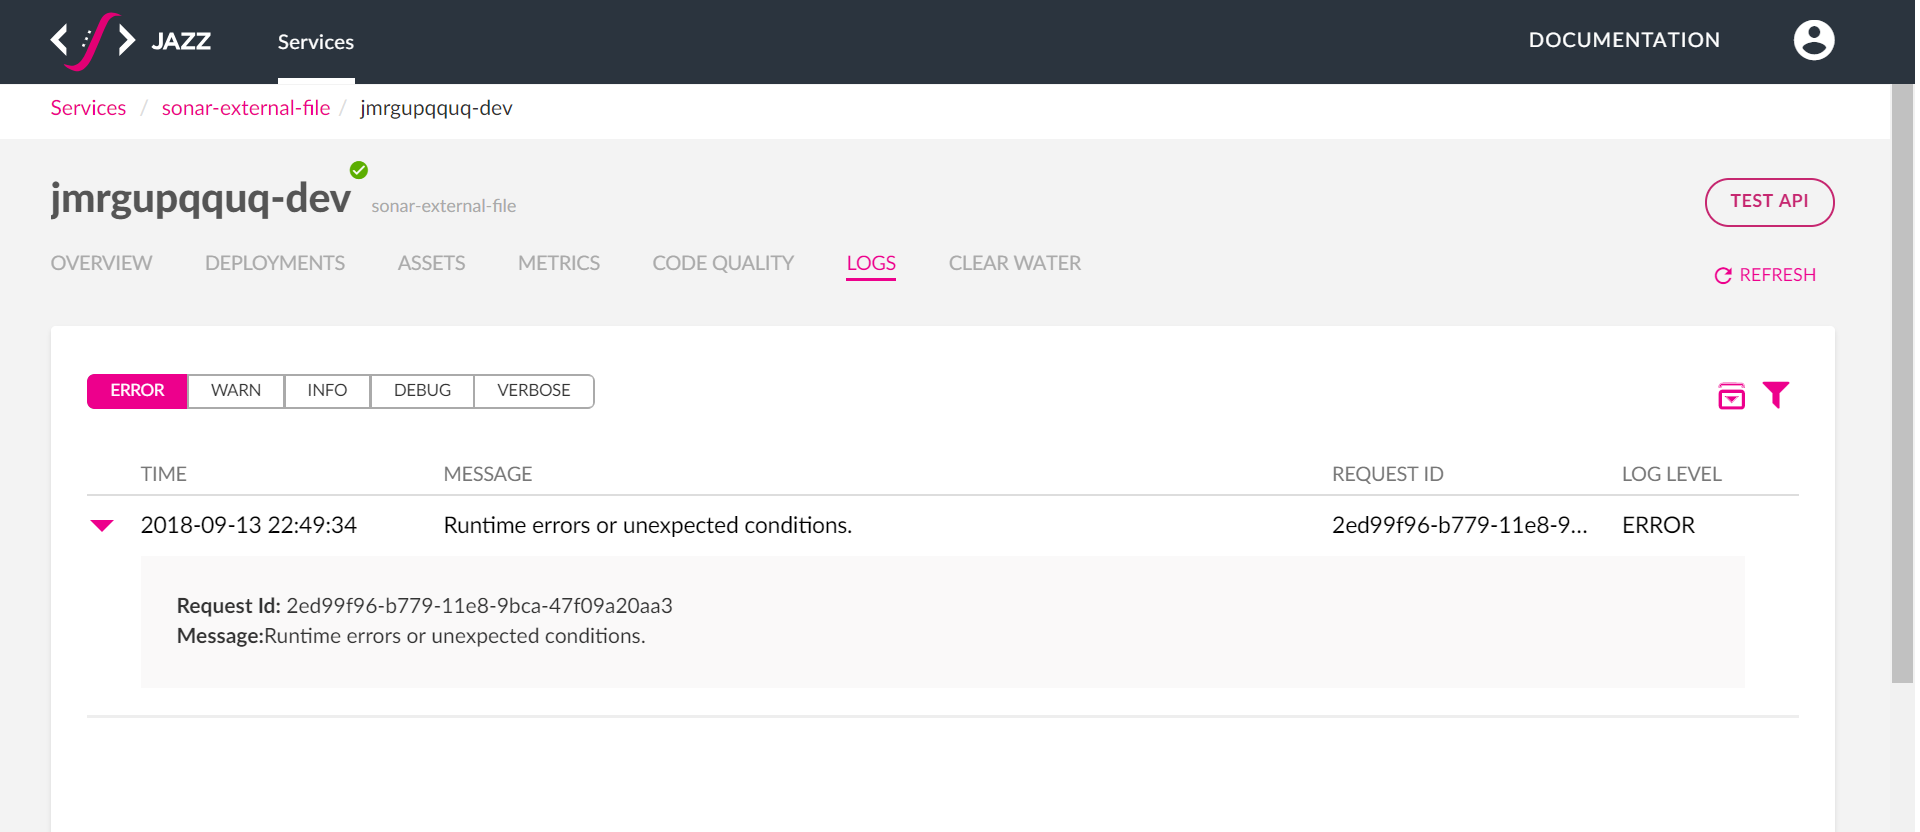 JAZZ Services DOCUMENTATION
Services / sonar-external-file / jmrgupqquq-dev
jmrgupqquq-dev sonar-external-file
TEST API
OVERVIEW DEPLOYMENTS ASSETS METRICS CODE QUALITY LOGS CLEAR WATER
REFRESH
ERROR WARN INFO DEBUG VERBOSE
TIME MESSAGE REQUEST ID LOG LEVEL
2018-09-13 22:49:34 Runtime errors or unexpected conditions. 2ed99f96-b779-11e8-9... ERROR
Request Id: 2ed99f96-b779-11e8-9bca-47f09a20aa3
Message:Runtime errors or unexpected conditions.